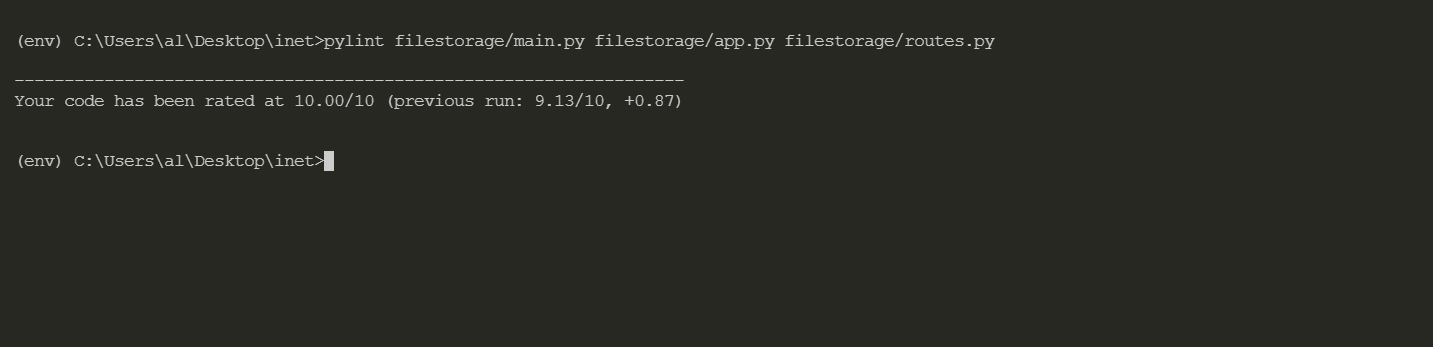 (env) C:\Users\al\Desktop\inet>pylint filestorage/main.py filestorage/app.py filestorage/routes.py
-------------------------------------------------------------------
Your code has been rated at 10.00/10 (previous run: 9.13/10, +0.87)
(env) C:\Users\al\Desktop\inet>